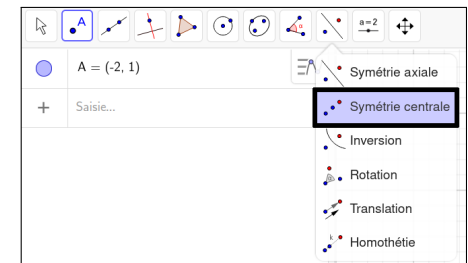 A
α
a=2
A = (-2, 1)
Symétrie axiale
+ Saisie...
Symétrie centrale
Inversion
Rotation
Translation
k
Homothétie